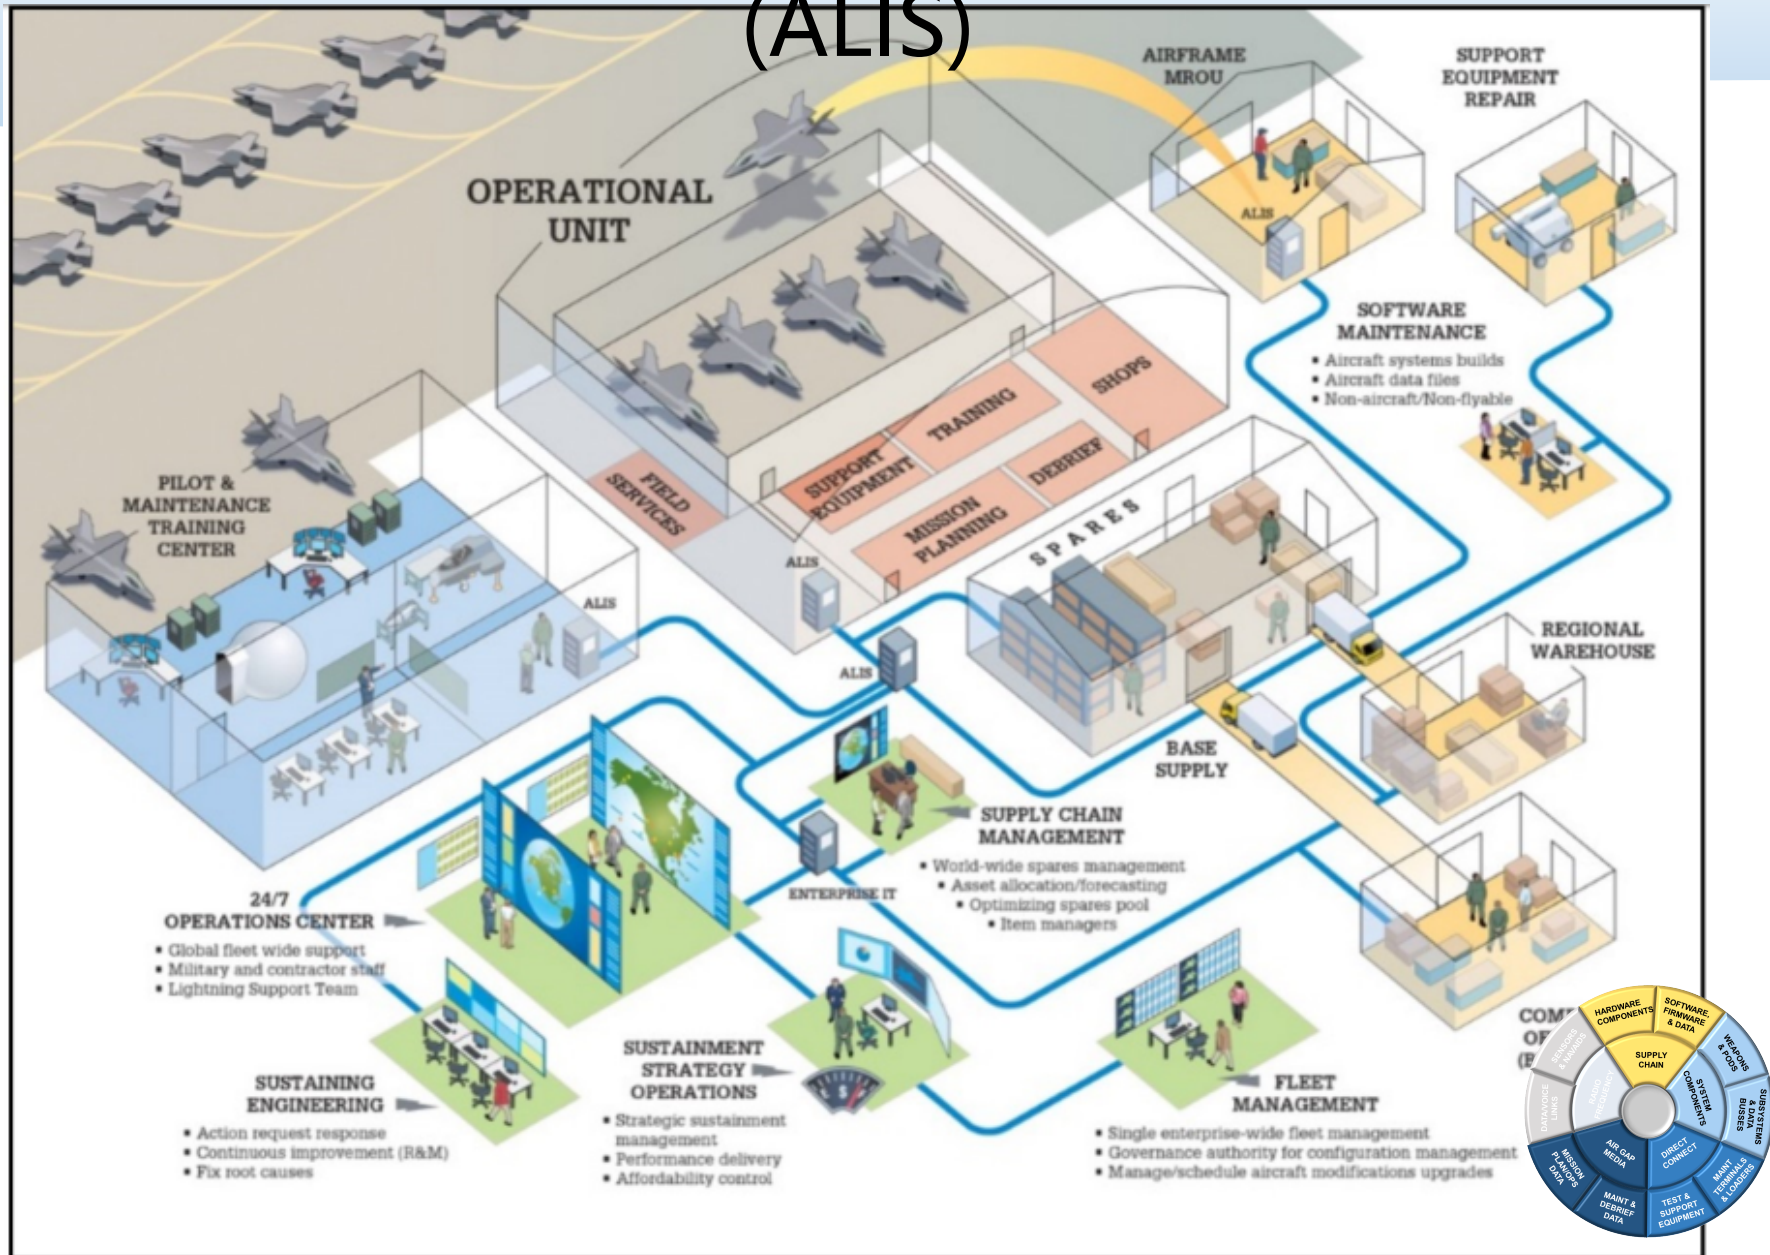 (ALIS)
AIRFRAME
MROU
SUPPORT
EQUIPMENT
REPAIR
OPERATIONAL
UNIT
ALIS
SOFTWARE
MAINTENANCE
▪ Aircraft systems builds
▪ Aircraft data files
▪ Non-aircraft/Non-flyable
SHOPS
TRAINING
SUPPORT
EQUIPMENT
DEBRIEF
MISSION
PLANNING
FIELD
SERVICES
PILOT &
MAINTENANCE
TRAINING
CENTER
SPARES
ALIS
ALIS
ALIS
REGIONAL
WAREHOUSE
BASE
SUPPLY
SUPPLY CHAIN
MANAGEMENT
▪ World-wide spares management
▪ Asset allocation/forecasting
▪ Optimizing spares pool
▪ Item managers
ENTERPRISE IT
24/7
OPERATIONS CENTER
▪ Global fleet wide support
▪ Military and contractor staff
▪ Lightning Support Team
SUSTAINING
ENGINEERING
▪ Action request response
▪ Continuous improvement (R&M)
▪ Fix root causes
SUSTAINMENT
STRATEGY
OPERATIONS
▪ Strategic sustainment
management
▪ Performance delivery
▪ Affordability control
$
FLEET
MANAGEMENT
▪ Single enterprise-wide fleet management
▪ Governance authority for configuration management
▪ Manage/schedule aircraft modifications upgrades
HARDWARE
COMPONENTS
SOFTWARE,
FIRMWARE
& DATA
SUPPLY
CHAIN
WEAPONS
& PODS
SYSTEM
COMPONENTS
SUBSYSTEMS
& DATA
BUSSES
DIRECT
CONNECT
MAINT
TERMINALS
& LOADERS
TEST &
SUPPORT
EQUIPMENT
AIR GAP
MEDIA
MAINT &
DEBRIEF
DATA
MISSION
PLAN/OPS
DATA
RADIO
FREQUENCY
DATA/VOICE
LINKS
SENSORS
& NAVAIDS